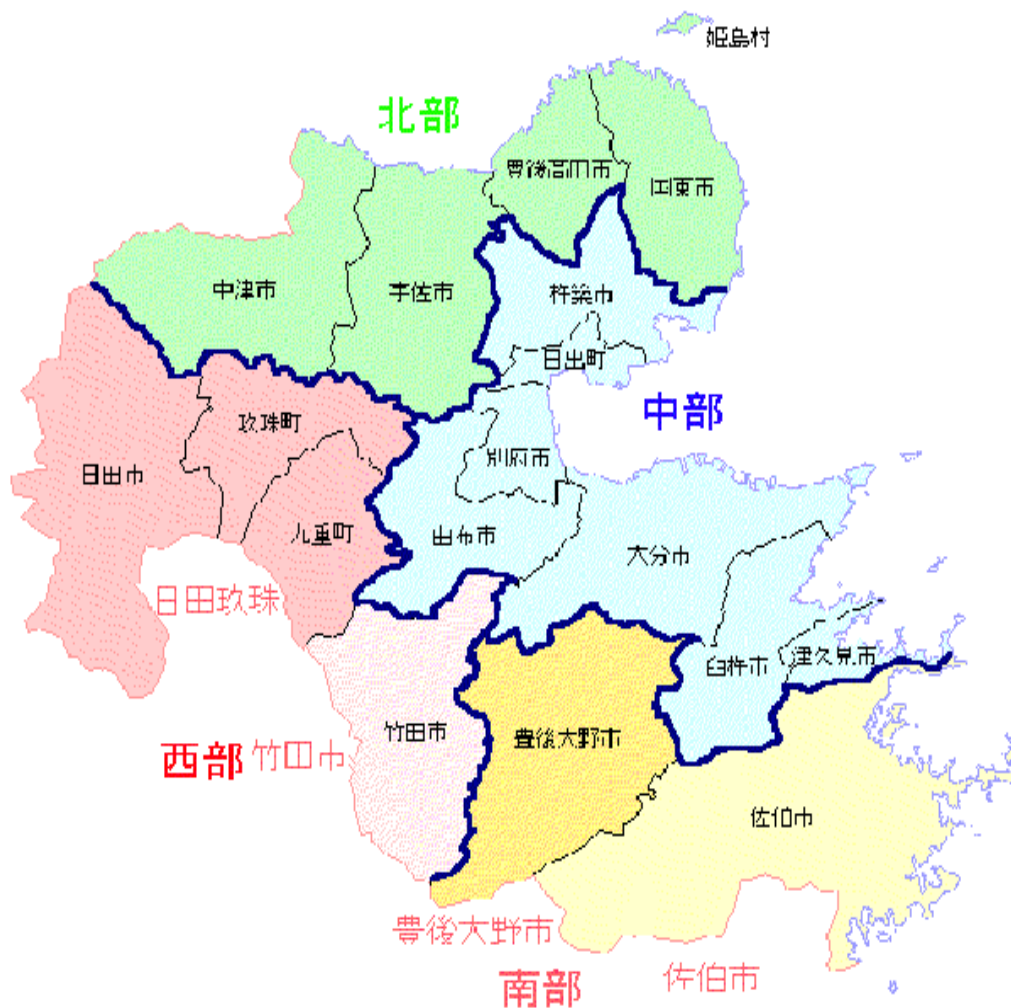 姫島村
北部
豊後高田市
国東市
中津市
宇佐市
杵築市
日出町
中部
玖珠町
日田市
別府市
九重町
由布市
大分市
日田玖珠
臼杵市
津久見市
竹田市
豊後大野市
西部
竹田市
佐伯市
豊後大野市
佐伯市
南部